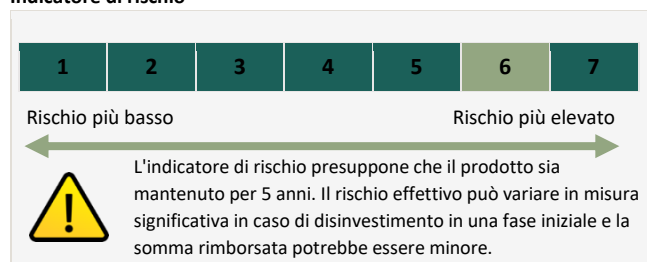 Indicatore di rischio
1 2 3 4 5 6 7
Rischio più basso Rischio più elevato
L'indicatore di rischio presuppone che il prodotto sia
mantenuto per 5 anni. Il rischio effettivo può variare in misura
significativa in caso di disinvestimento in una fase iniziale e la
somma rimborsata potrebbe essere minore.